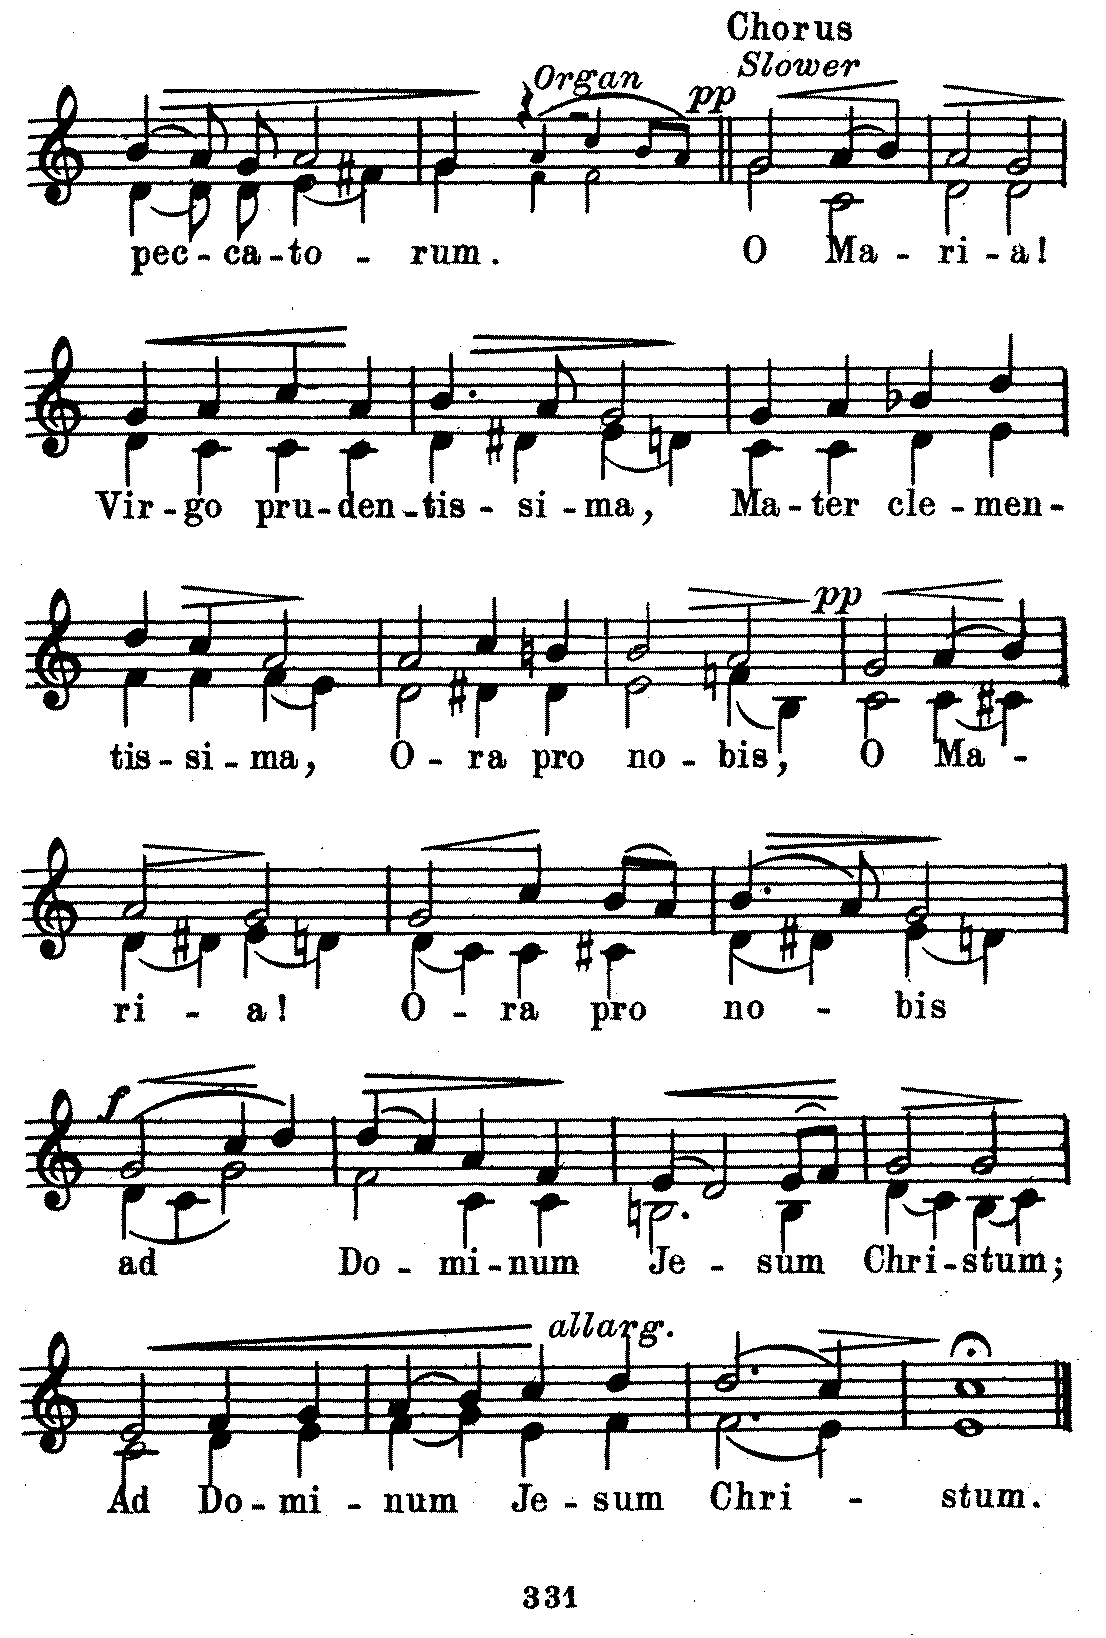 Chorus
Organ pp Slower
pec - ca - to - rum. O Ma - ri - a!
Vir - go pru - den - tis - si - ma, Ma - ter cle - men -
pp
tis - si - ma, O - ra pro no - bis, O Ma -
ri - a! O - ra pro no - bis
f
ad Do - mi - num Je - sum Chri - stum;
allarg.
Ad Do - mi - num Je - sum Chri - stum.
331